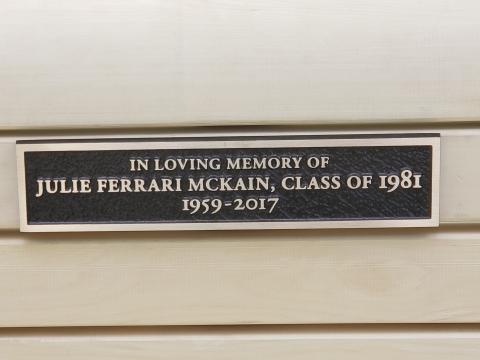 IN LOVING MEMORY OF
JULIE FERRARI MCKAIN, CLASS OF 1981
1959-2017